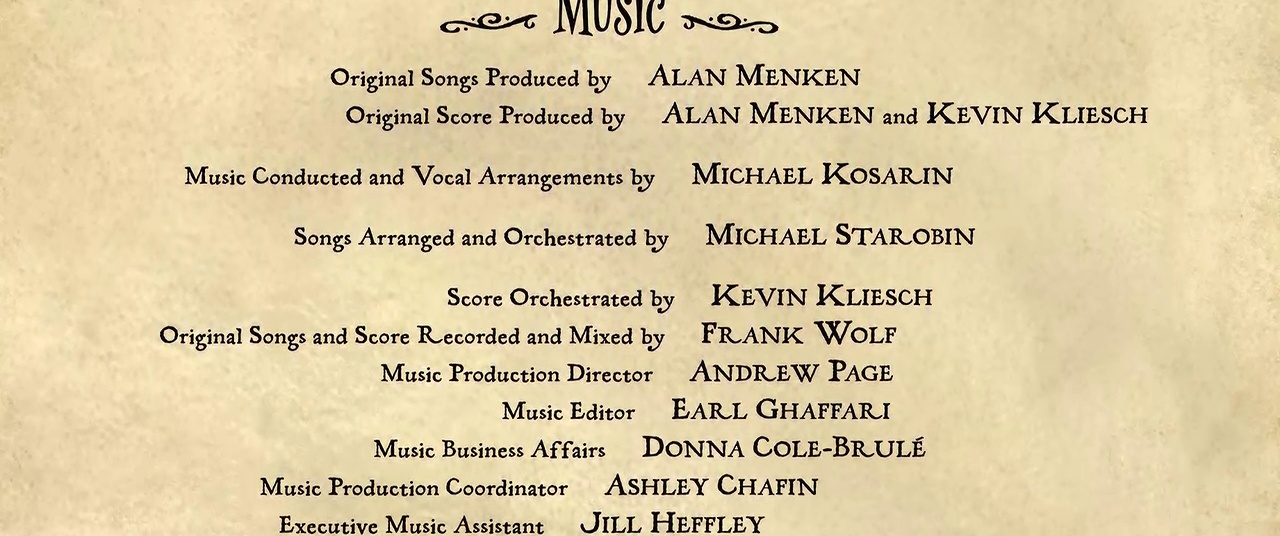 MUSIC
Original Songs Produced by ALAN MENKEN
Original Score Produced by ALAN MENKEN and KEVIN KLIESCH
Music Conducted and Vocal Arrangements by MICHAEL KOSARIN
Songs Arranged and Orchestrated by MICHAEL STAROBIN
Score Orchestrated by KEVIN KLIESCH
Original Songs and Score Recorded and Mixed by FRANK WOLF
Music Production Director ANDREW PAGE
Music Editor EARL GHAFFARI
Music Business Affairs DONNA COLE-BRULÉ
Music Production Coordinator ASHLEY CHAFIN
Executive Music Assistant JILL HEFFLEY